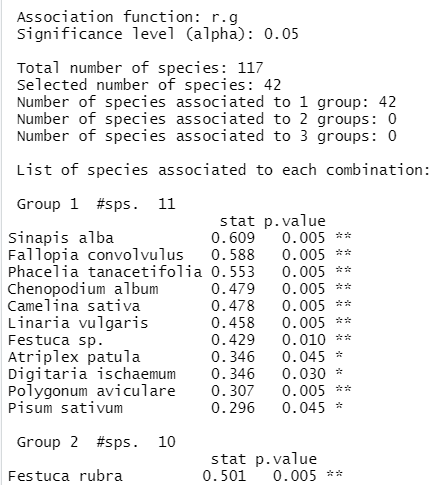 Association function: r.g
Significance level (alpha): 0.05
Total number of species: 117
Selected number of species: 42
Number of species associated to 1 group: 42
Number of species associated to 2 groups: 0
Number of species associated to 3 groups: 0
List of species associated to each combination:
Group 1 #sps. 11
stat p.value
Sinapis alba 0.609 0.005 **
Fallopia convolvulus 0.588 0.005 **
Phacelia tanacetifolia 0.553 0.005 **
Chenopodium album 0.479 0.005 **
Camelina sativa 0.478 0.005 **
Linaria vulgaris 0.458 0.005 **
Festuca sp. 0.429 0.010 **
Atriplex patula 0.346 0.045 *
Digitaria ischaemum 0.346 0.030 *
Polygonum aviculare 0.307 0.005 **
Pisum sativum 0.296 0.045 *
Group 2 #sps. 10
stat p.value
Festuca rubra 0.501 0.005 **